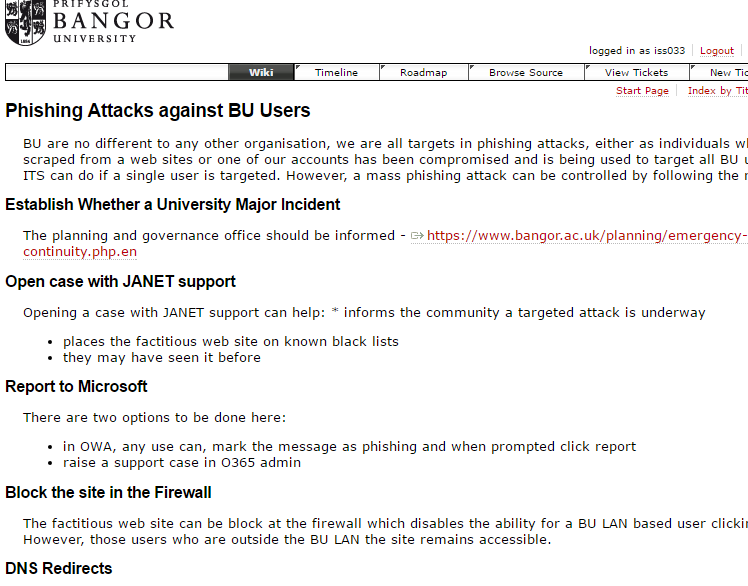 PRIFYSGOL
BANGOR
UNIVERSITY
logged in as iss033 Logout
Wiki Timeline Roadmap Browse Source View Tickets New Tic
Start Page Index by Tit
Phishing Attacks against BU Users
BU are no different to any other organisation, we are all targets in phishing attacks, either as individuals wh
scraped from a web sites or one of our accounts has been compromised and is being used to target all BU u
ITS can do if a single user is targeted. However, a mass phishing attack can be controlled by following the n
Establish Whether a University Major Incident
The planning and governance office should be informed - https://www.bangor.ac.uk/planning/emergency-
continuity.php.en
Open case with JANET support
Opening a case with JANET support can help: * informs the community a targeted attack is underway
• places the factitious web site on known black lists
• they may have seen it before
Report to Microsoft
There are two options to be done here:
• in OWA, any use can, mark the message as phishing and when prompted click report
• raise a support case in O365 admin
Block the site in the Firewall
The factitious web site can be block at the firewall which disables the ability for a BU LAN based user clickin
However, those users who are outside the BU LAN the site remains accessible.
DNS Redirects